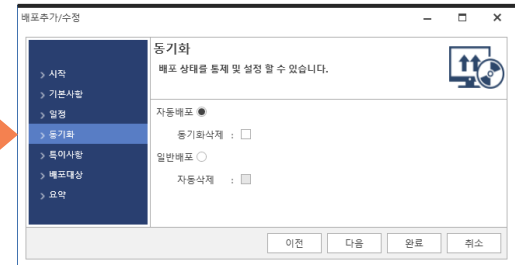 배포추가/수정
동기화
배포 상태를 통제 및 설정 할 수 있습니다.
> 시작
> 기본사항
> 일정
> 동기화
> 특이사항
> 배포대상
> 요약
자동배포
동기화삭제 :
일반배포
자동삭제 :
이전 다음 완료 취소